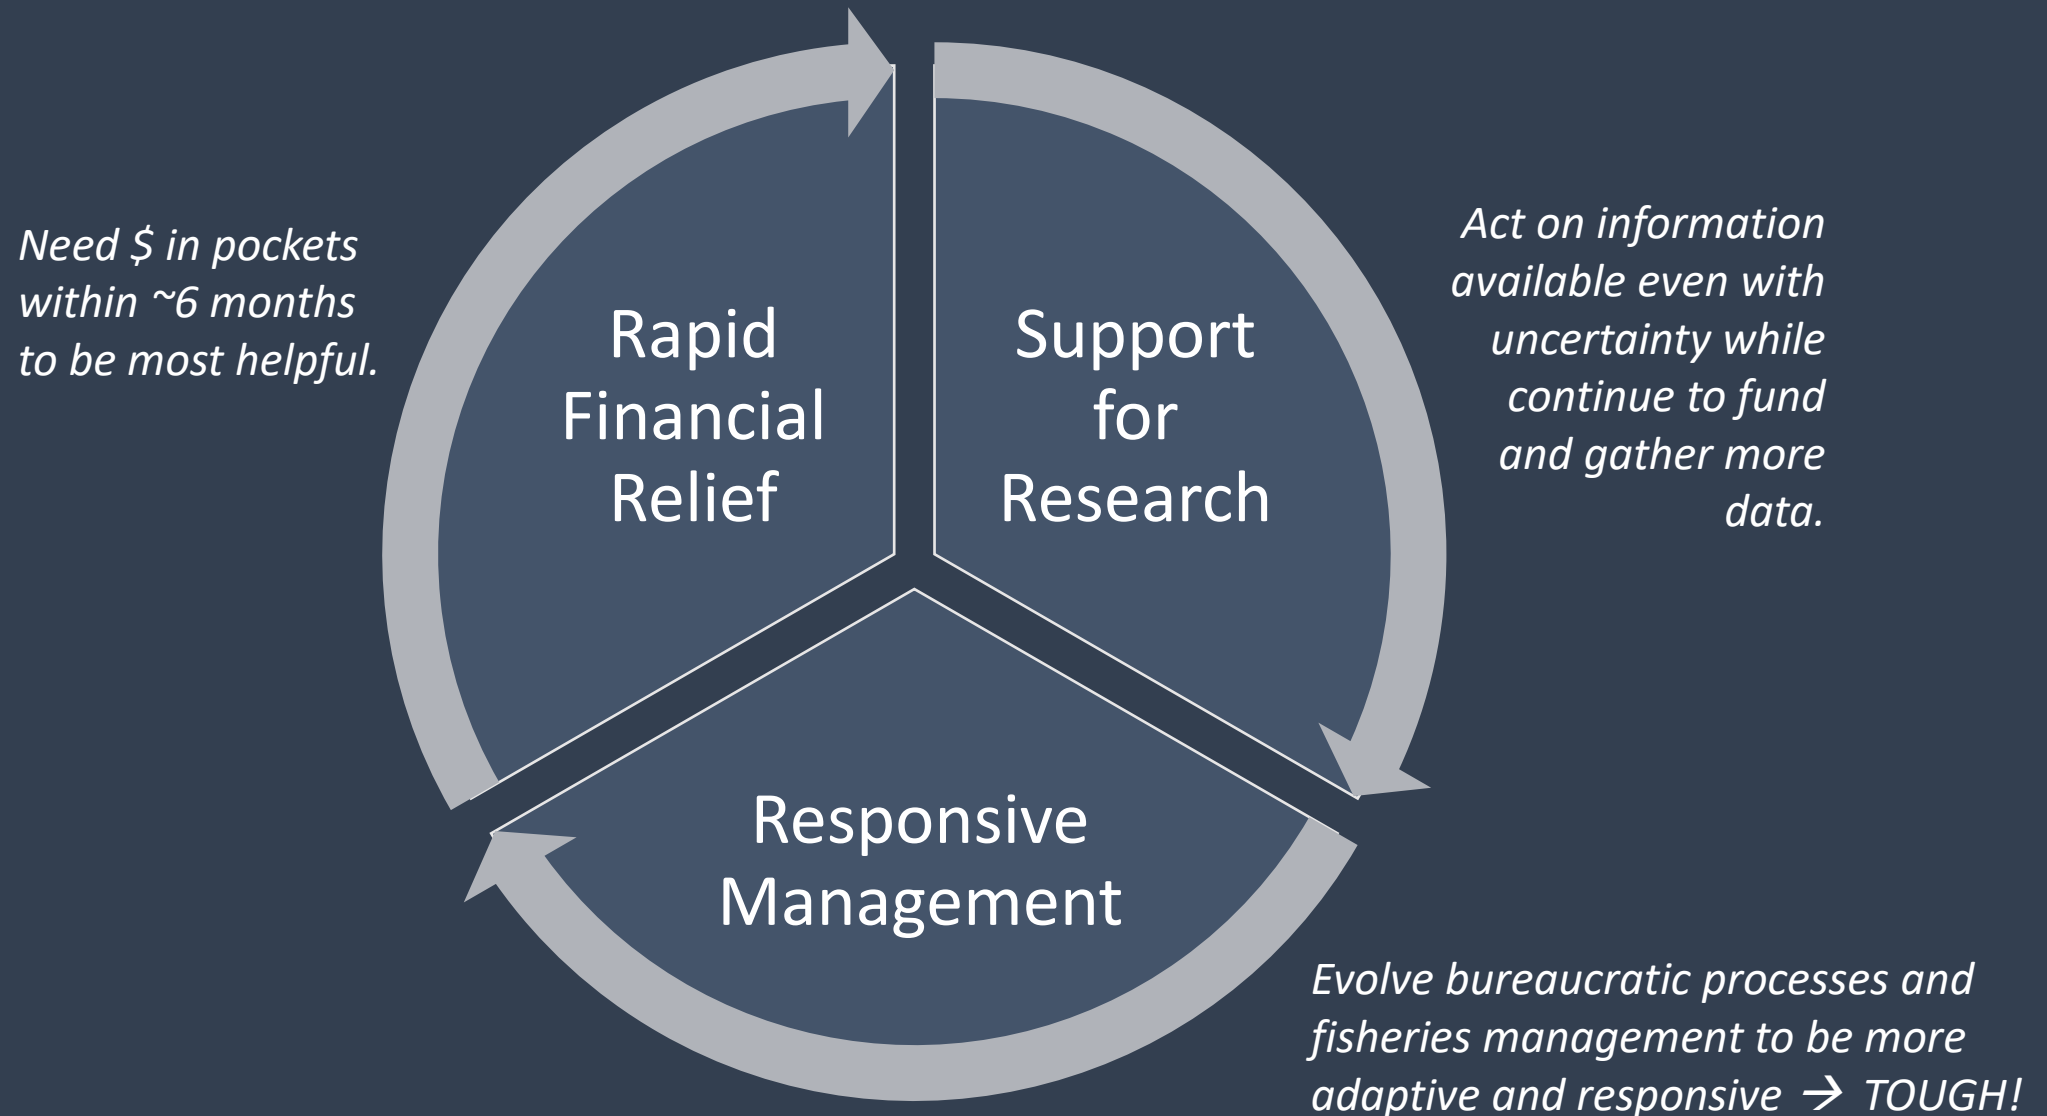 Need $ in pockets
within ~6 months
to be most helpful.
Rapid
Financial
Relief
Support
for
Research
Act on information
available even with
uncertainty while
continue to fund
and gather more
data.
Responsive
Management
Evolve bureaucratic processes and
fisheries management to be more
adaptive and responsive → TOUGH!